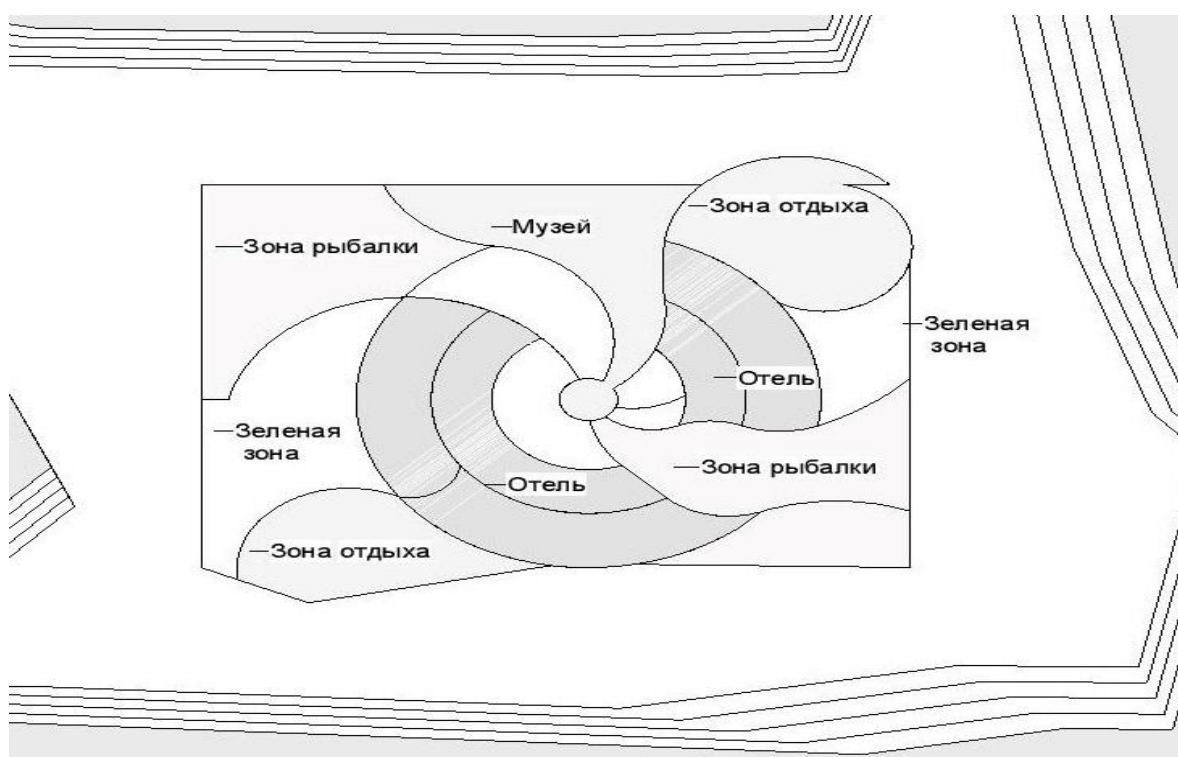 Зона отдыха
Музей
Зона рыбалки
Зеленая
зона
Отель
Зеленая
зона
Зона рыбалки
Отель
Зона отдыха